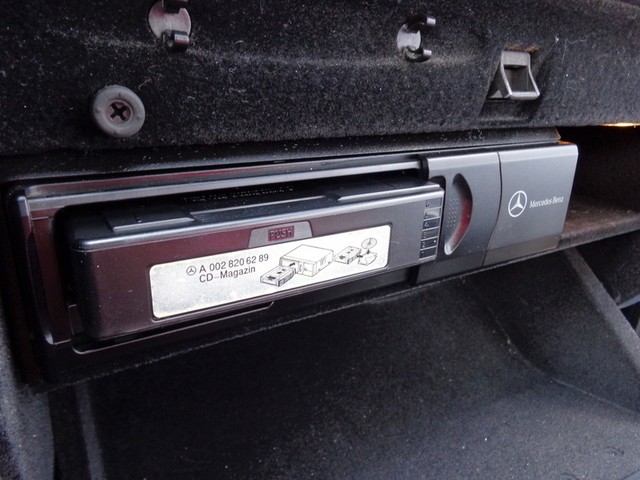 PUSH
A 002 820 62 89
CD-Magazin
Mercedes-Benz